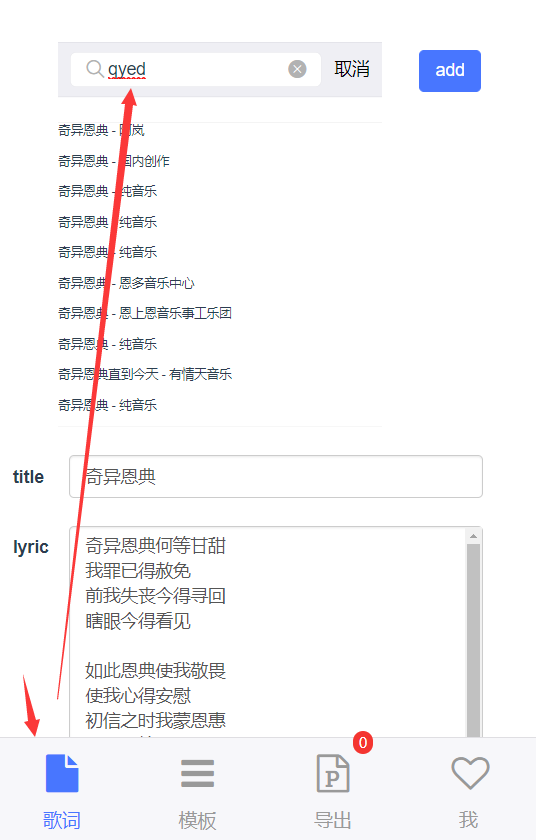 qyed
取消
add
奇异恩典 - 阿岚
奇异恩典 - 国内创作
奇异恩典 - 纯音乐
奇异恩典 - 纯音乐
奇异恩典 - 纯音乐
奇异恩典 - 恩多音乐中心
奇异恩典 - 恩上恩音乐事工乐团
奇异恩典 - 纯音乐
奇异恩典直到今天 - 有情天音乐
奇异恩典 - 纯音乐
title
奇异恩典
lyric
奇异恩典何等甘甜
我罪已得赦免
前我失丧今得寻回
瞎眼今得看见
如此恩典使我敬畏
使我心得安慰
初信之时我蒙恩惠
0
P
歌词
模板
导出
我